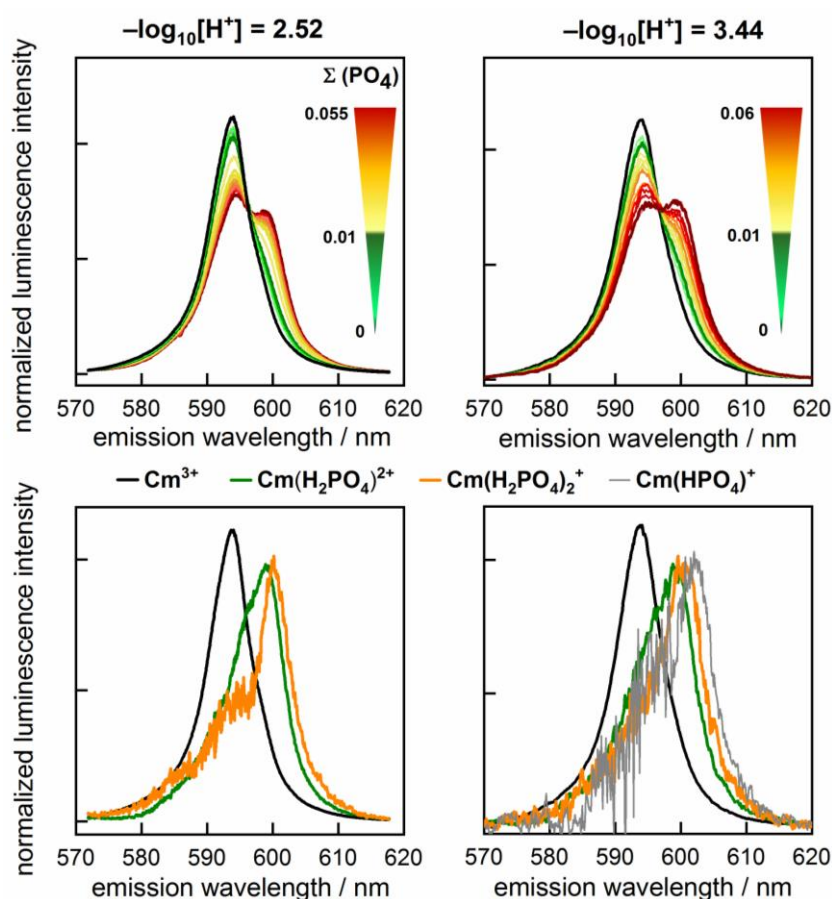 −log₁₀[H⁺] = 2.52
−log₁₀[H⁺] = 3.44
normalized luminescence intensity
Σ (PO₄)
0.055
0.01
0
0.06
0.01
0
570 580 590 600 610 620
570 580 590 600 610 620
emission wavelength / nm
emission wavelength / nm
Cm³⁺ Cm(H₂PO₄)²⁺ Cm(H₂PO₄)₂⁺ Cm(HPO₄)⁺
normalized luminescence intensity
570 580 590 600 610 620
570 580 590 600 610 620
emission wavelength / nm
emission wavelength / nm